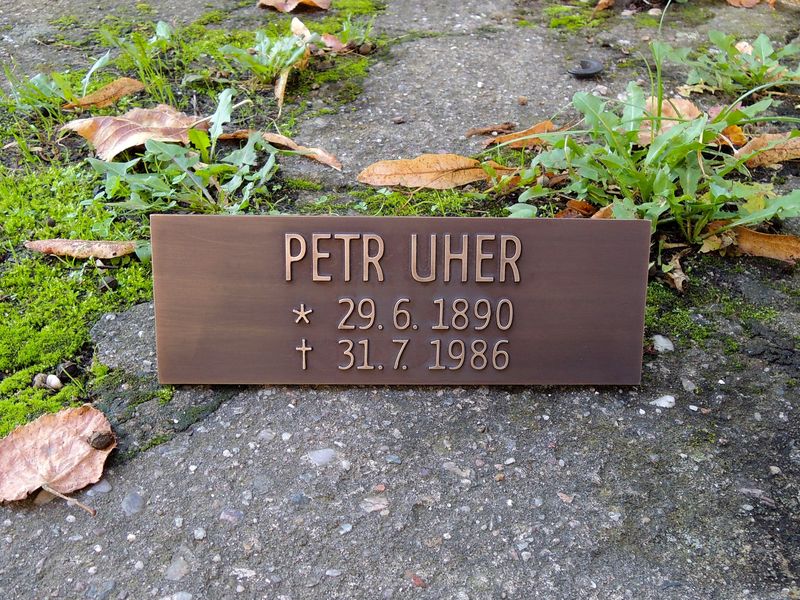 PETR UHER
* 29. 6. 1890
† 31. 7. 1986